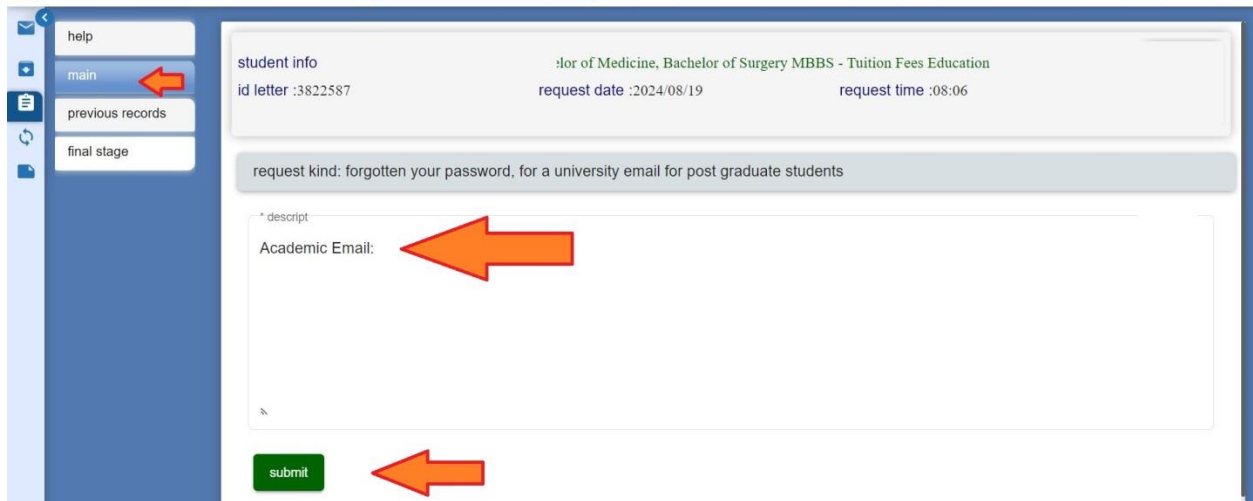 help
main
previous records
final stage
student info
of Medicine, Bachelor of Surgery MBBS - Tuition Fees Education
id letter :3822587 request date :2024/08/19 request time :08:06
request kind: forgotten your password, for a university email for post graduate students
* descript
Academic Email:
submit